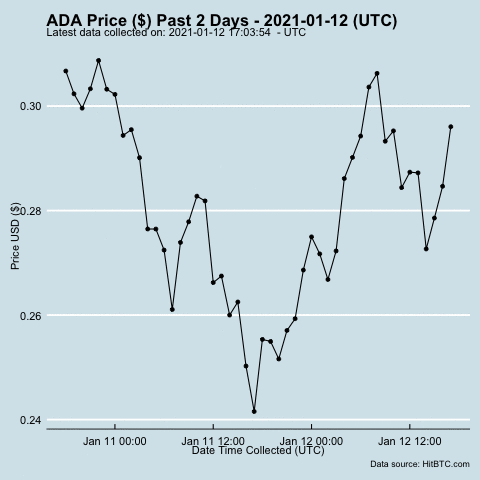 ADA Price ($) Past 2 Days - 2021-01-12 (UTC)
Latest data collected on: 2021-01-12 17:03:54 - UTC
0.30
0.28
0.26
0.24
Price USD ($)
Jan 11 00:00 Jan 11 12:00 Jan 12 00:00 Jan 12 12:00
Date Time Collected (UTC)
Data source: HitBTC.com